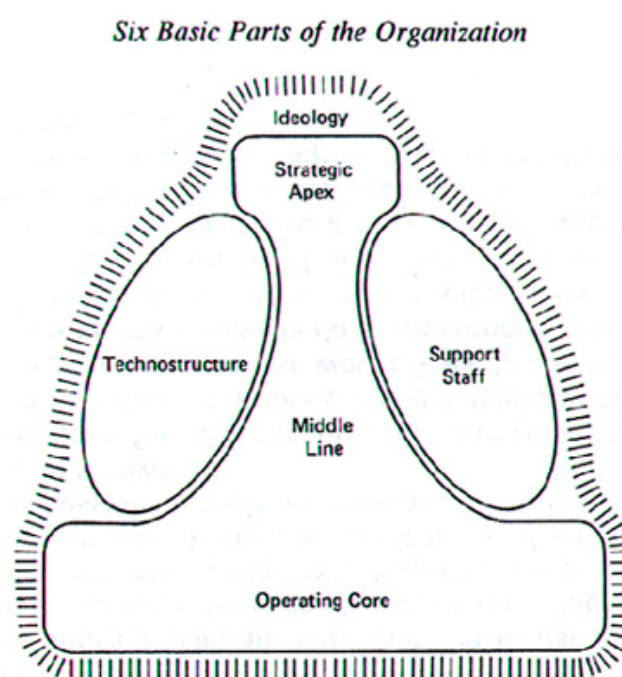 Six Basic Parts of the Organization
Ideology
Strategic
Apex
Technostructure
Support
Staff
Middle
Line
Operating Core